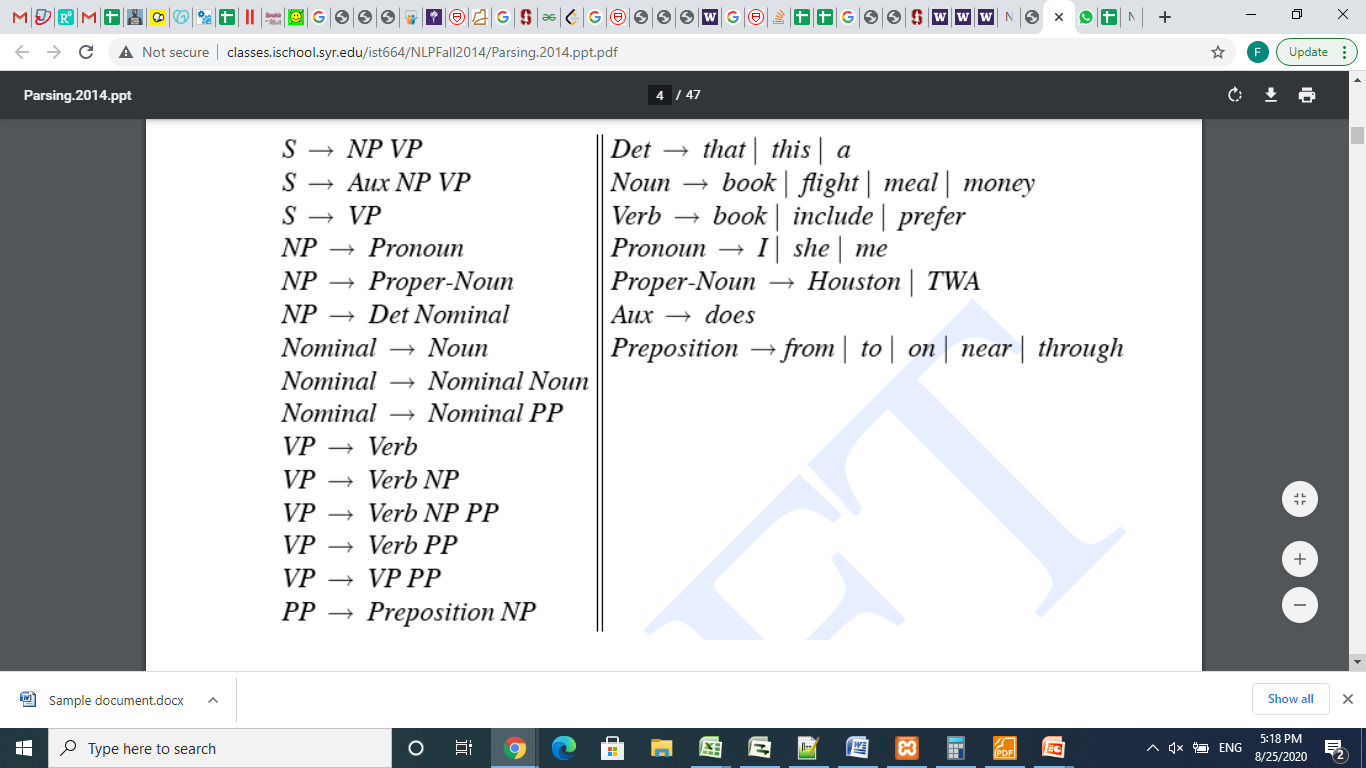 Not secure | classes.ischool.syr.edu/ist664/NLPFall2014/Parsing.2014.ppt.pdf
F
Update
Parsing.2014.ppt
4 / 47
S → NP VP
S → Aux NP VP
S → VP
NP → Pronoun
NP → Proper-Noun
NP → Det Nominal
Nominal → Noun
Nominal → Nominal Noun
Nominal → Nominal PP
VP → Verb
VP → Verb NP
VP → Verb NP PP
VP → Verb PP
VP → VP PP
PP → Preposition NP
Det → that | this | a
Noun → book | flight | meal | money
Verb → book | include | prefer
Pronoun → I | she | me
Proper-Noun → Houston | TWA
Aux → does
Preposition → from | to | on | near | through
FT
Sample document.docx
Show all
Type here to search
ENG
5:18 PM
8/25/2020
2